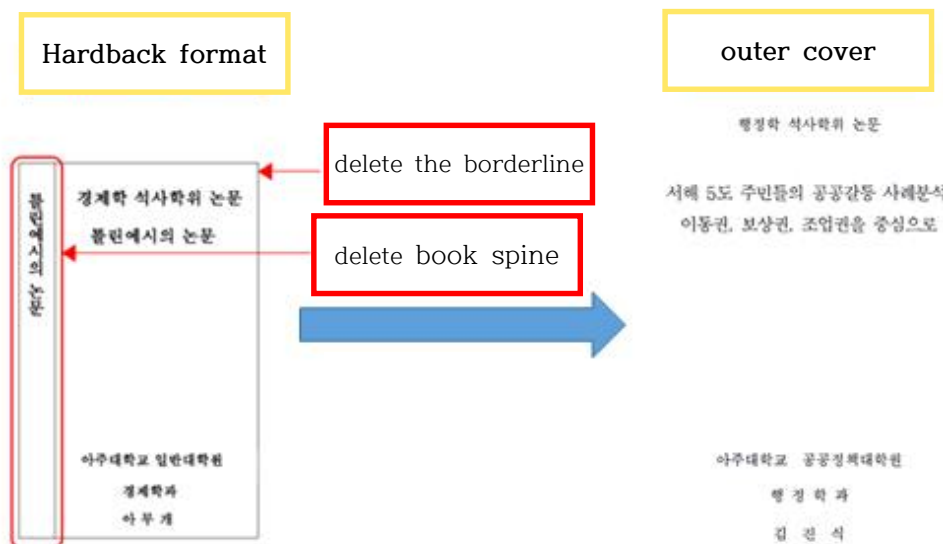 Hardback format
outer cover
행정학 석사학위 논문
delete the borderline
서해 5도 주민들의 공공갈등 사례분석
이동권, 보상권, 조업권을 중심으로
경제학 석사학위 논문
틀린예시의 논문
틀린예시의 논문
delete book spine
아주대학교 일반대학원
경제학과
아무개
아주대학교 공공정책대학원
행 정 학 과
김 진 식